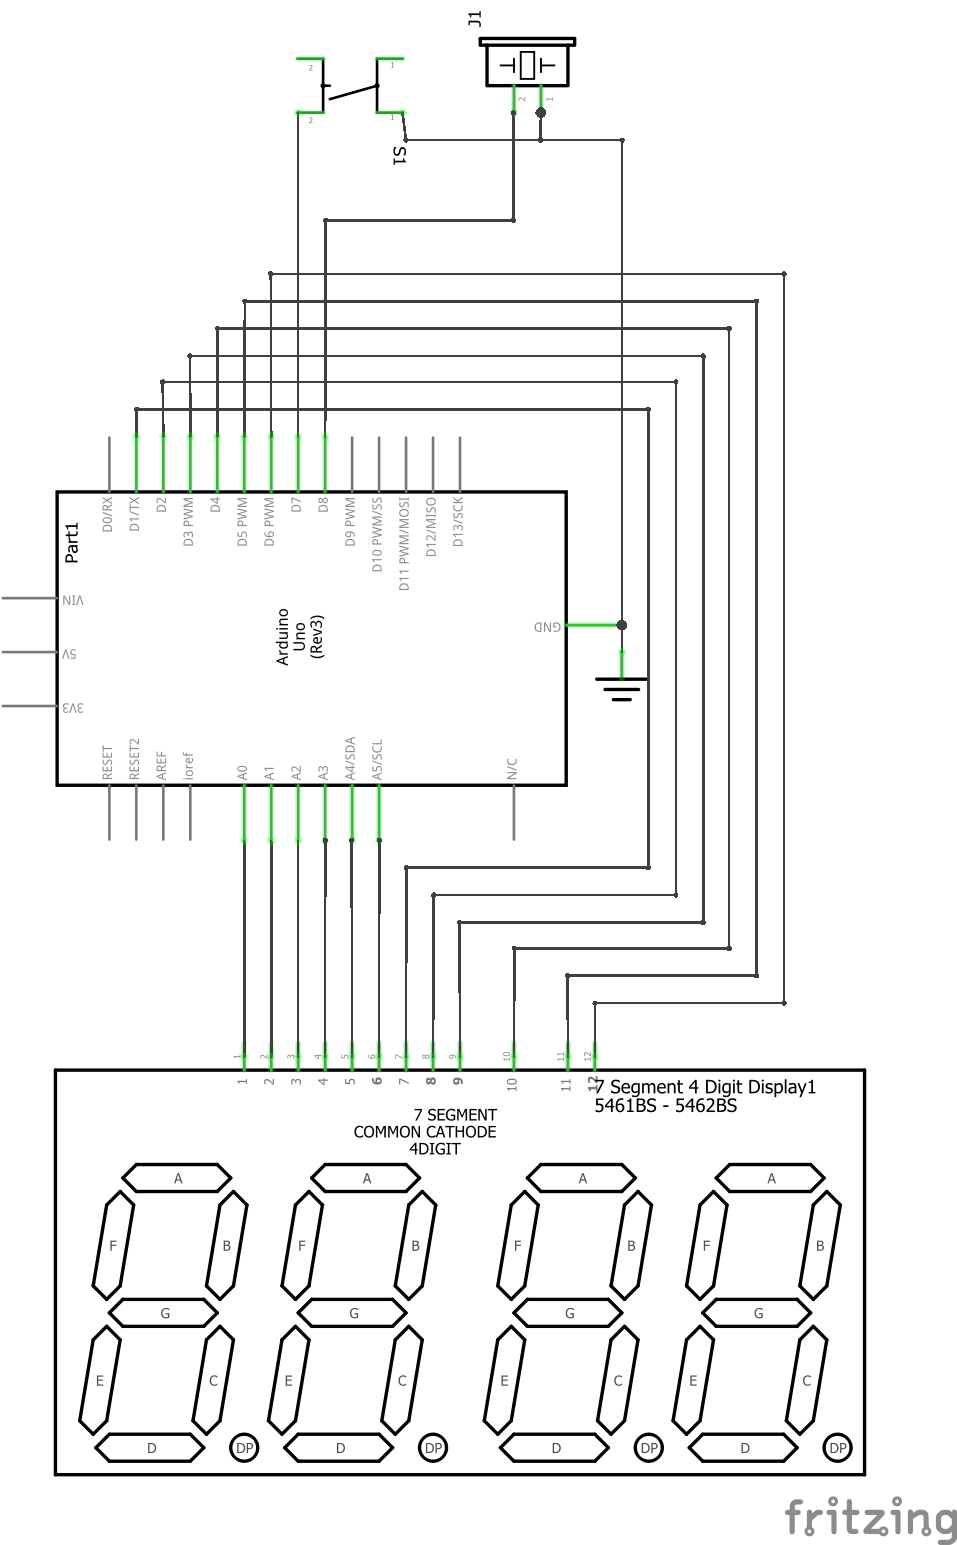 J1
2
1
2
1
2
1
S1
D0/RX
D1/TX
D2
D3 PWM
D4
D5 PWM
D6 PWM
D7
D8
D9 PWM
D10 PWM/SS
D11 PWM/MOSI
D12/MISO
D13/SCK
Part1
VIN
5V
3V3
Arduino
Uno
(Rev3)
GND
RESET
RESET2
AREF
ioref
A0
A1
A2
A3
A4/SDA
A5/SCL
N/C
1
2
3
4
5
6
7
8
9
10
11
12
1
2
3
4
5
6
7
8
9
10
11
12
7 Segment 4 Digit Display1
5461BS - 5462BS
7 SEGMENT
COMMON CATHODE
4DIGIT
A
A
A
A
F
B
F
B
F
B
F
B
G
G
G
G
E
C
E
C
E
C
E
C
D
DP
D
DP
D
DP
D
DP
fritzing